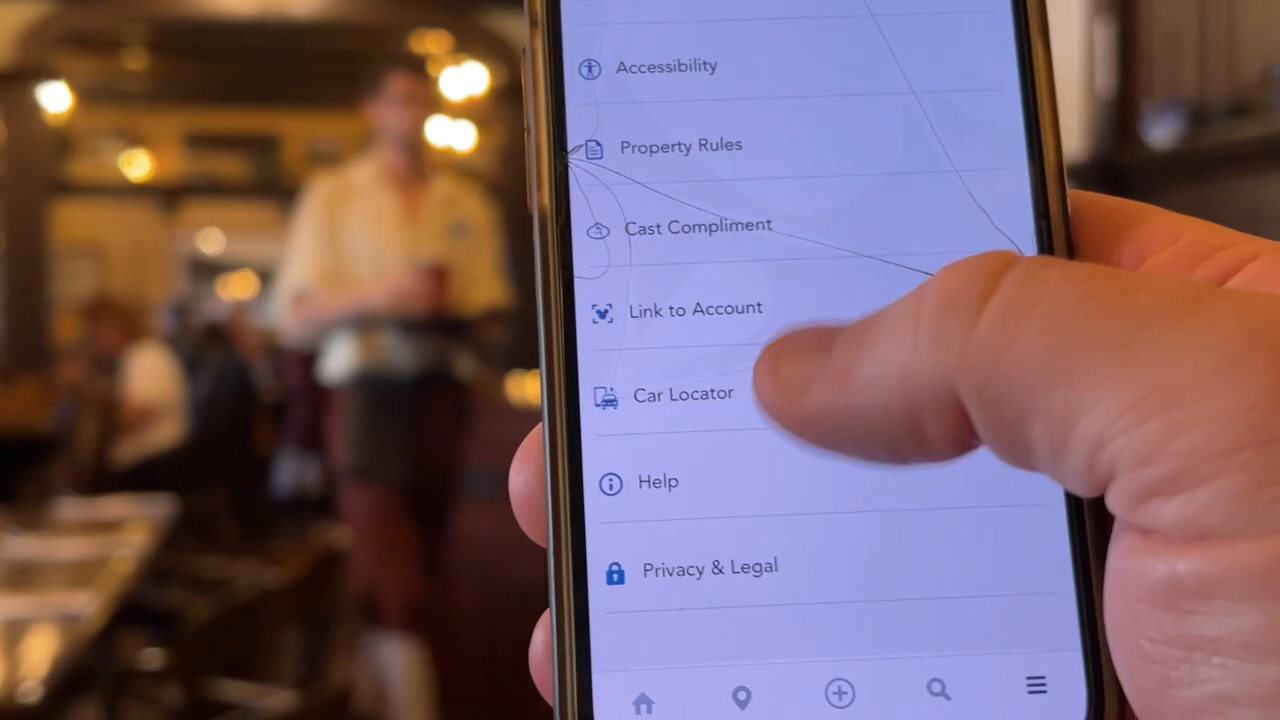 Accessibility
Property Rules
Cast Compliment
Link to Account
Car Locator
Help
Privacy & Legal